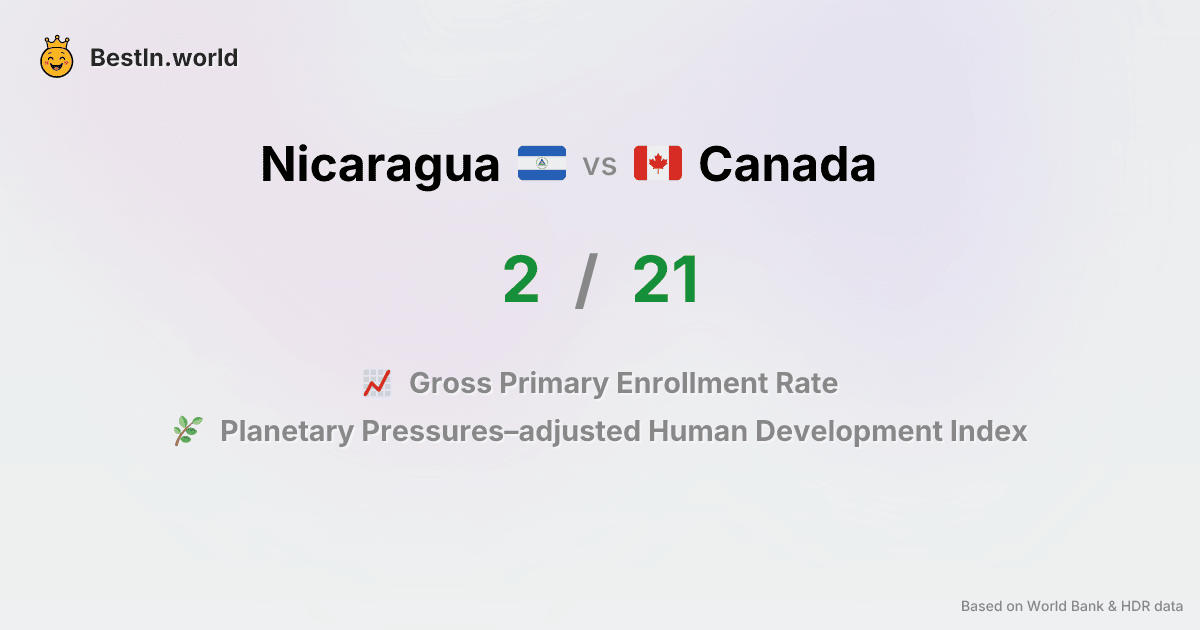 BestIn.world
Nicaragua vs Canada
2 / 21
Gross Primary Enrollment Rate
Planetary Pressures–adjusted Human Development Index
Based on World Bank & HDR data